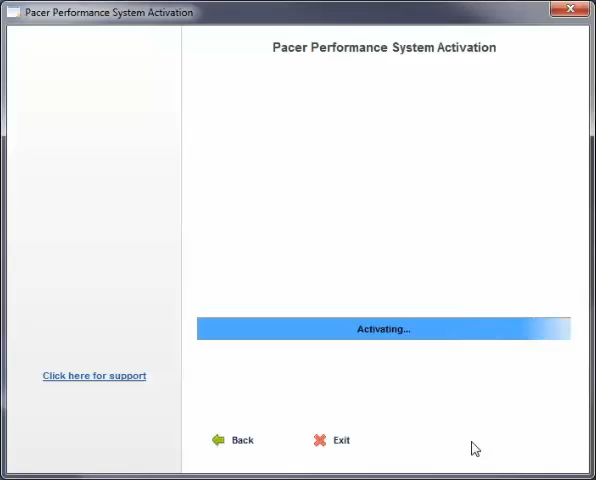 Pacer Performance System Activation
Pacer Performance System Activation
Activating...
Click here for support
Back
Exit